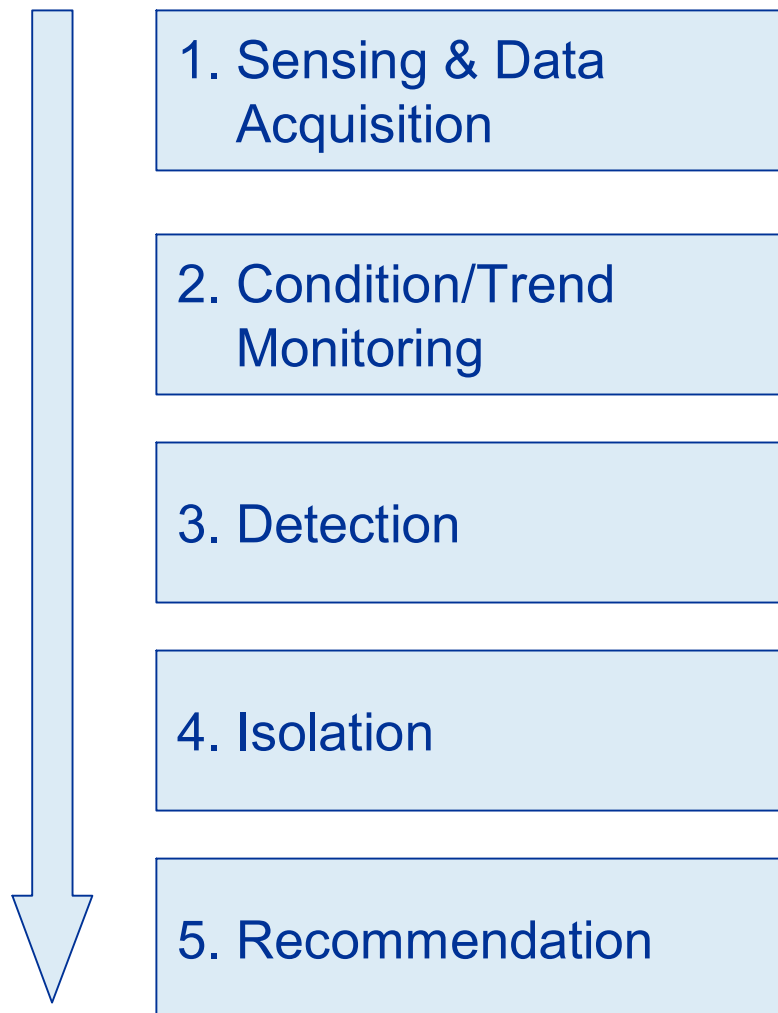 1. Sensing & Data
Acquisition
2. Condition/Trend
Monitoring
3. Detection
4. Isolation
5. Recommendation